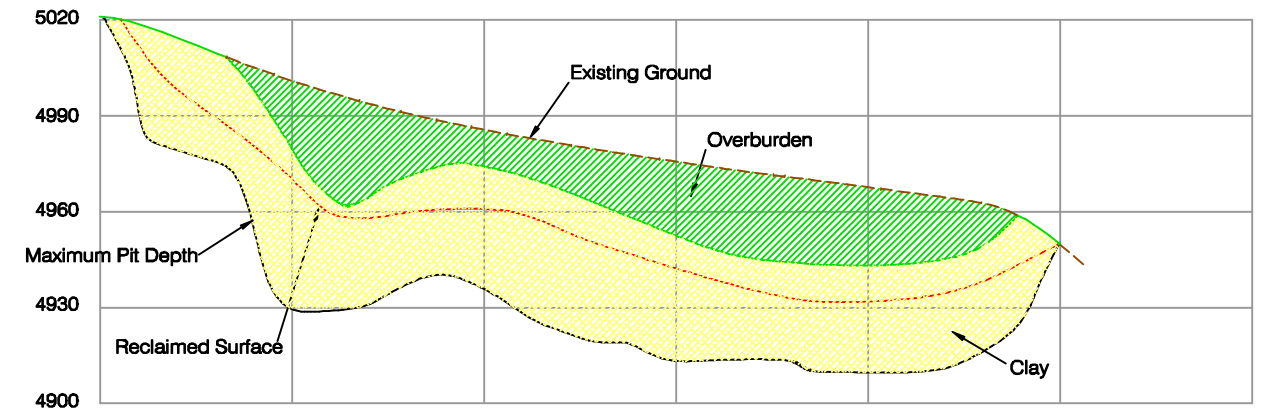 5020
Existing Ground
4990
Overburden
4960
Maximum Pit Depth
4930
Reclaimed Surface
Clay
4900